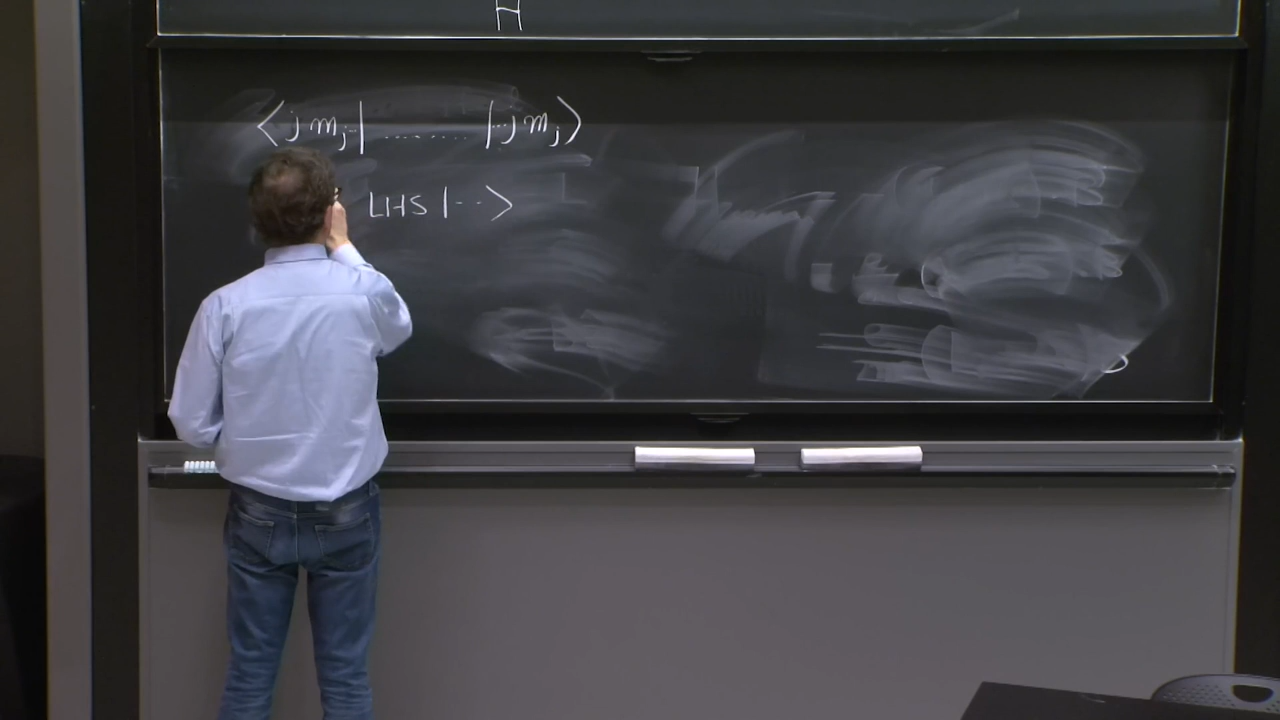 H
⟨j m_j··| ......... |··j m_j⟩
LHS |··⟩